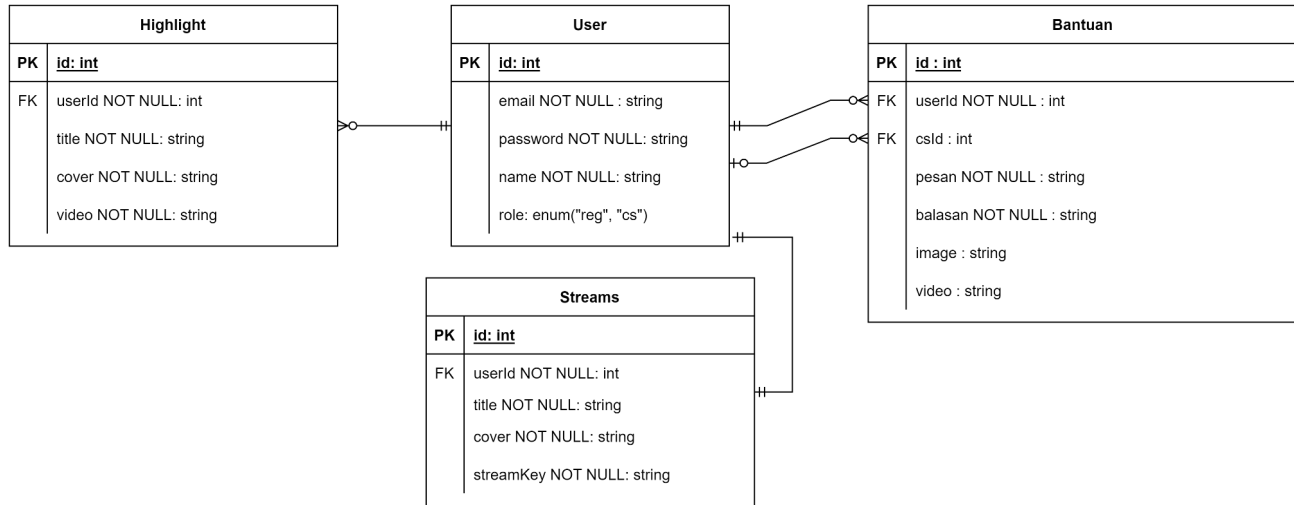 Highlight
PK id: int
FK userId NOT NULL: int
title NOT NULL: string
cover NOT NULL: string
video NOT NULL: string
User
PK id: int
email NOT NULL : string
password NOT NULL: string
name NOT NULL: string
role: enum("reg", "cs")
Bantuan
PK id : int
FK userId NOT NULL : int
FK csId : int
pesan NOT NULL : string
balasan NOT NULL : string
image : string
video : string
Streams
PK id: int
FK userId NOT NULL: int
title NOT NULL: string
cover NOT NULL: string
streamKey NOT NULL: string